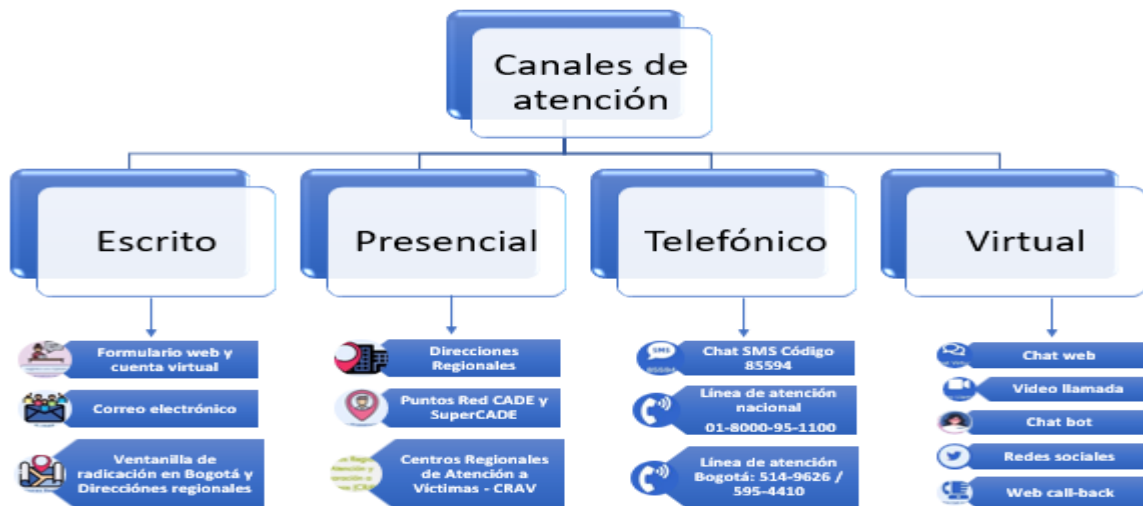 Canales de
atención
Escrito
Presencial
Telefónico
Virtual
Formulario web y
cuenta virtual
Correo electrónico
Ventanilla de
radicación en Bogotá y
Direcciónes regionales
Direcciones
Regionales
Puntos Red CADE y
SuperCADE
Centros Regionales
de Atención a
Víctimas - CRAV
SMS
85594
Chat SMS Código
85594
Línea de atención
nacional
01-8000-95-1100
Línea de atención
Bogotá: 514-9626 /
595-4410
Chat web
Video llamada
Chat bot
Redes sociales
Web call-back